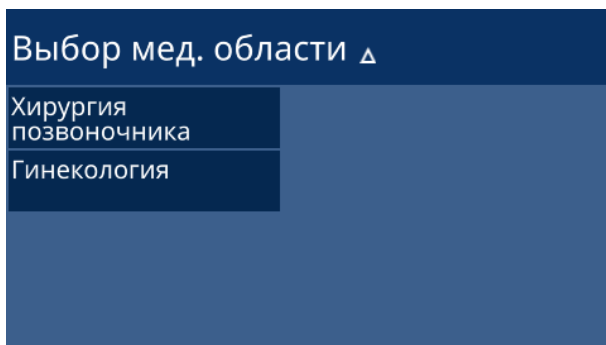 Выбор мед. области
Хирургия
позвоночника
Гинекология